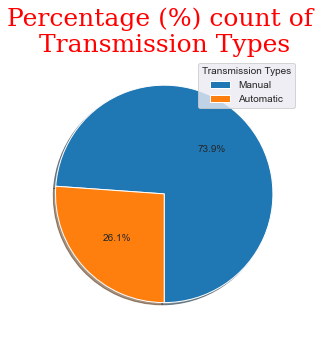 Percentage (%) count of
Transmission Types
Transmission Types
Manual
Automatic
73.9%
26.1%